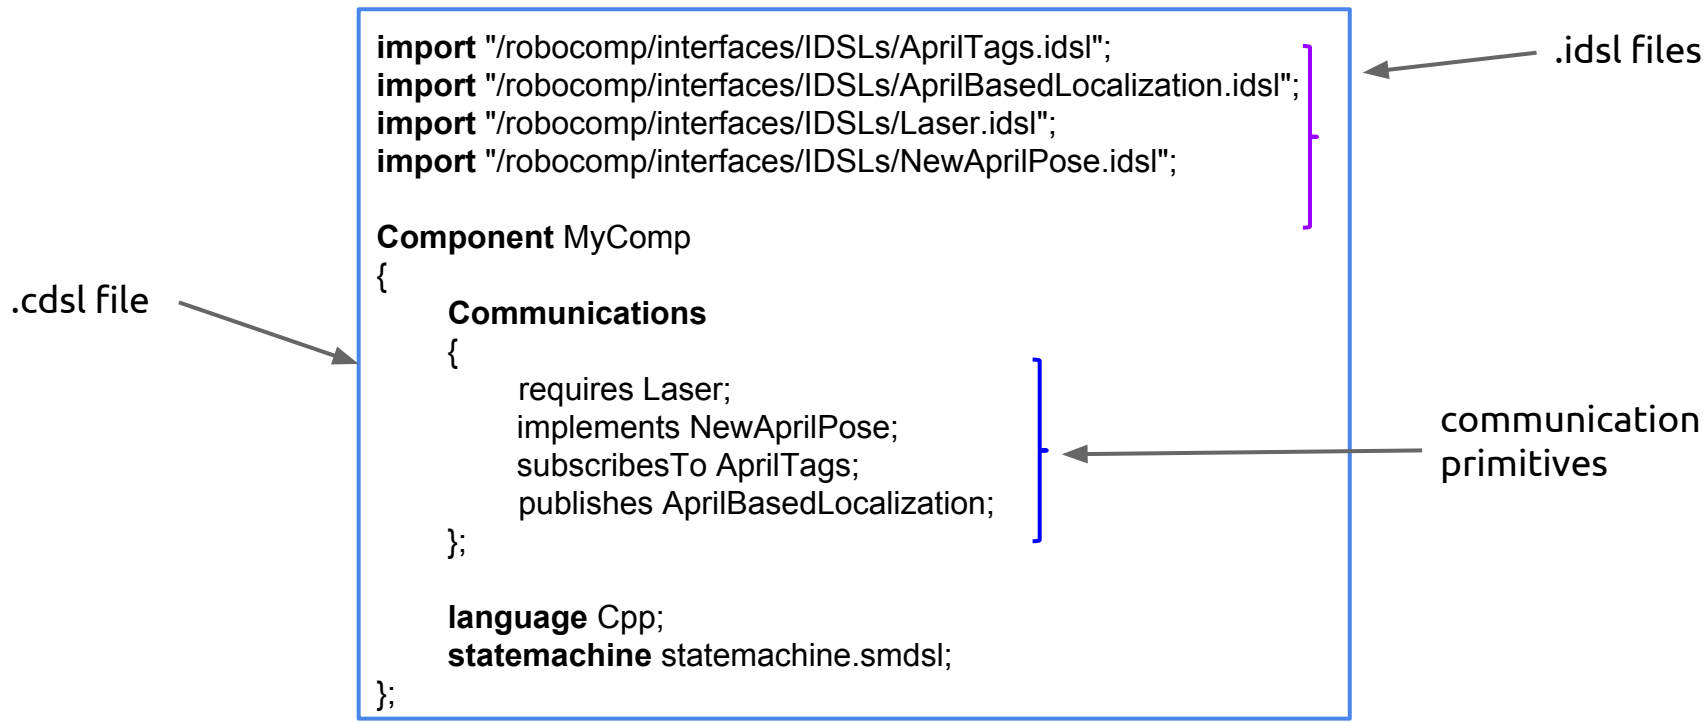 import "/robocomp/interfaces/IDSLs/AprilTags.idsl";
import "/robocomp/interfaces/IDSLs/AprilBasedLocalization.idsl";
import "/robocomp/interfaces/IDSLs/Laser.idsl";
import "/robocomp/interfaces/IDSLs/NewAprilPose.idsl";
.idsl files
Component MyComp
{
.cdsl file
Communications
{
requires Laser;
implements NewAprilPose;
subscribesTo AprilTags;
publishes AprilBasedLocalization;
};
communication
primitives
language Cpp;
statemachine statemachine.smdsl;
};